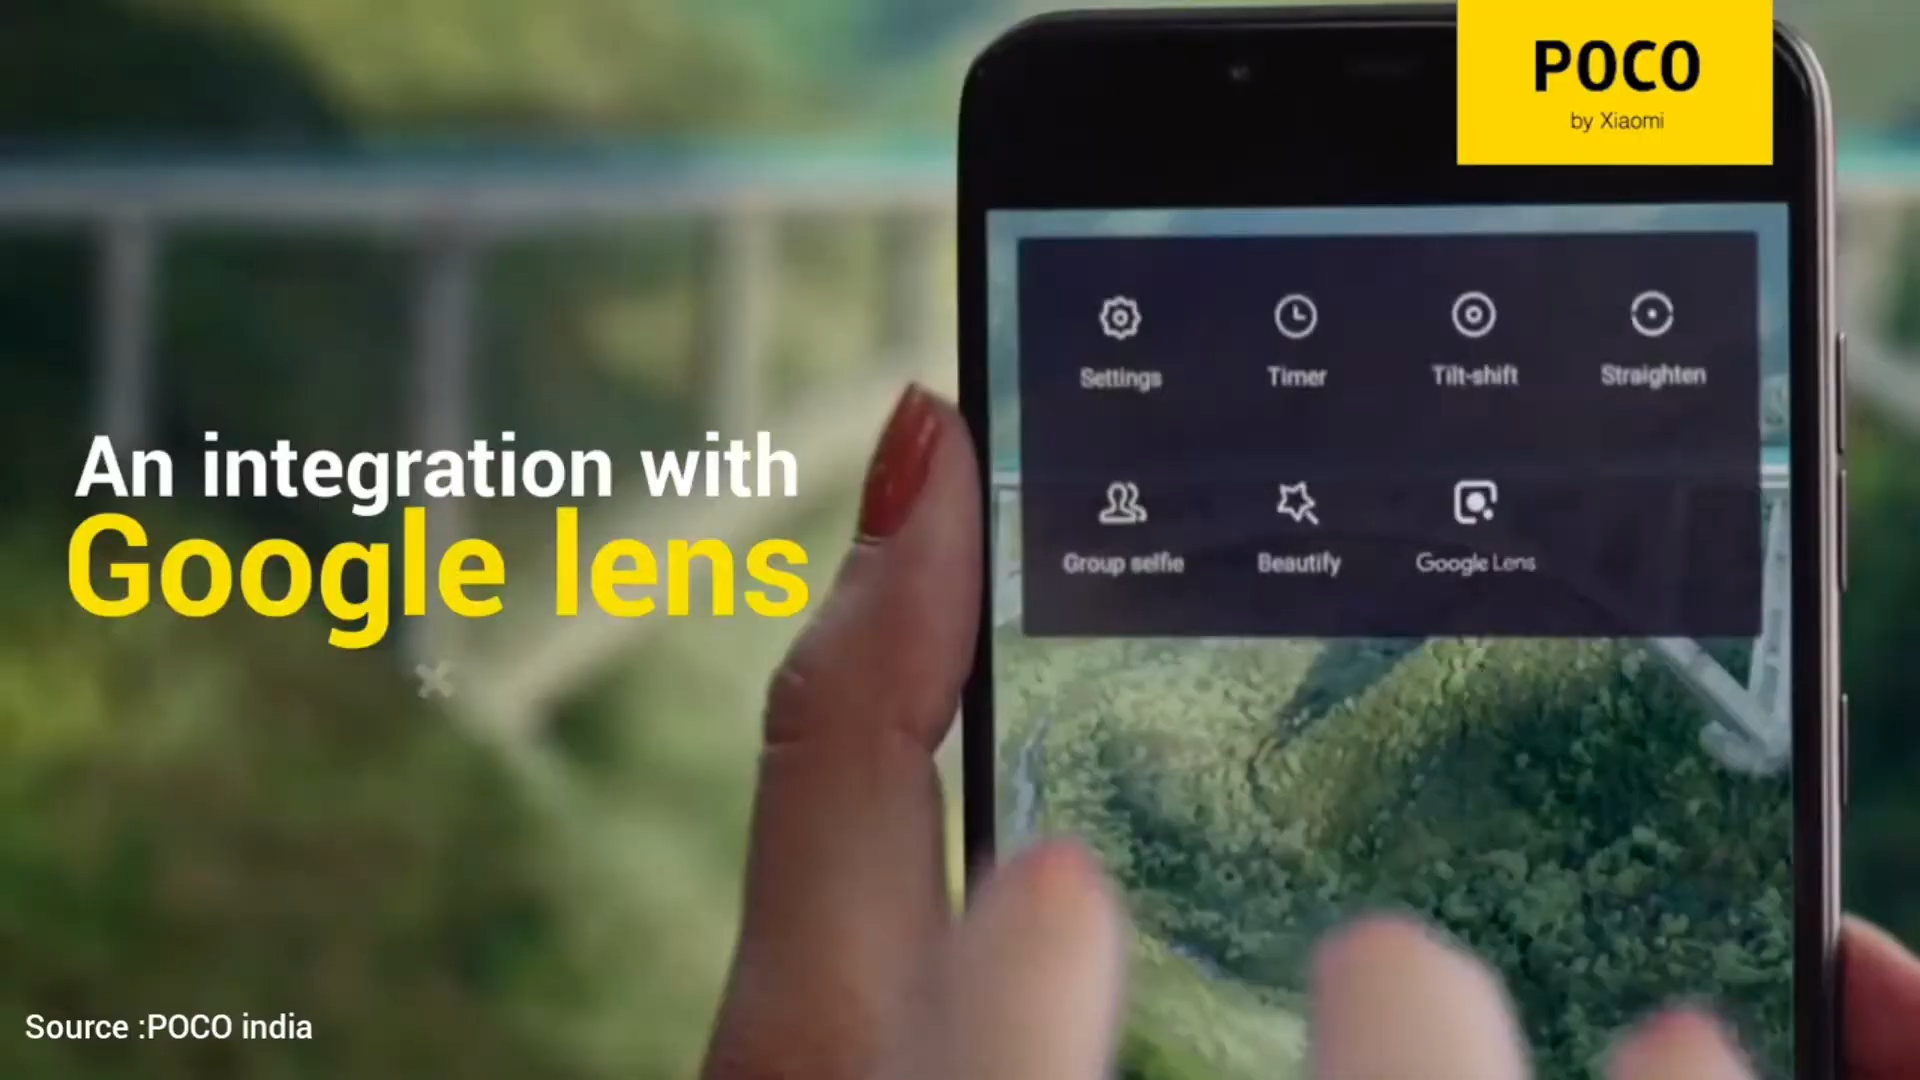 POCO
by Xiaomi
Settings
Timer
Tilt-shift
Straighten
Group selfie
Beautify
Google Lens
An integration with
Google lens
Source :POCO india